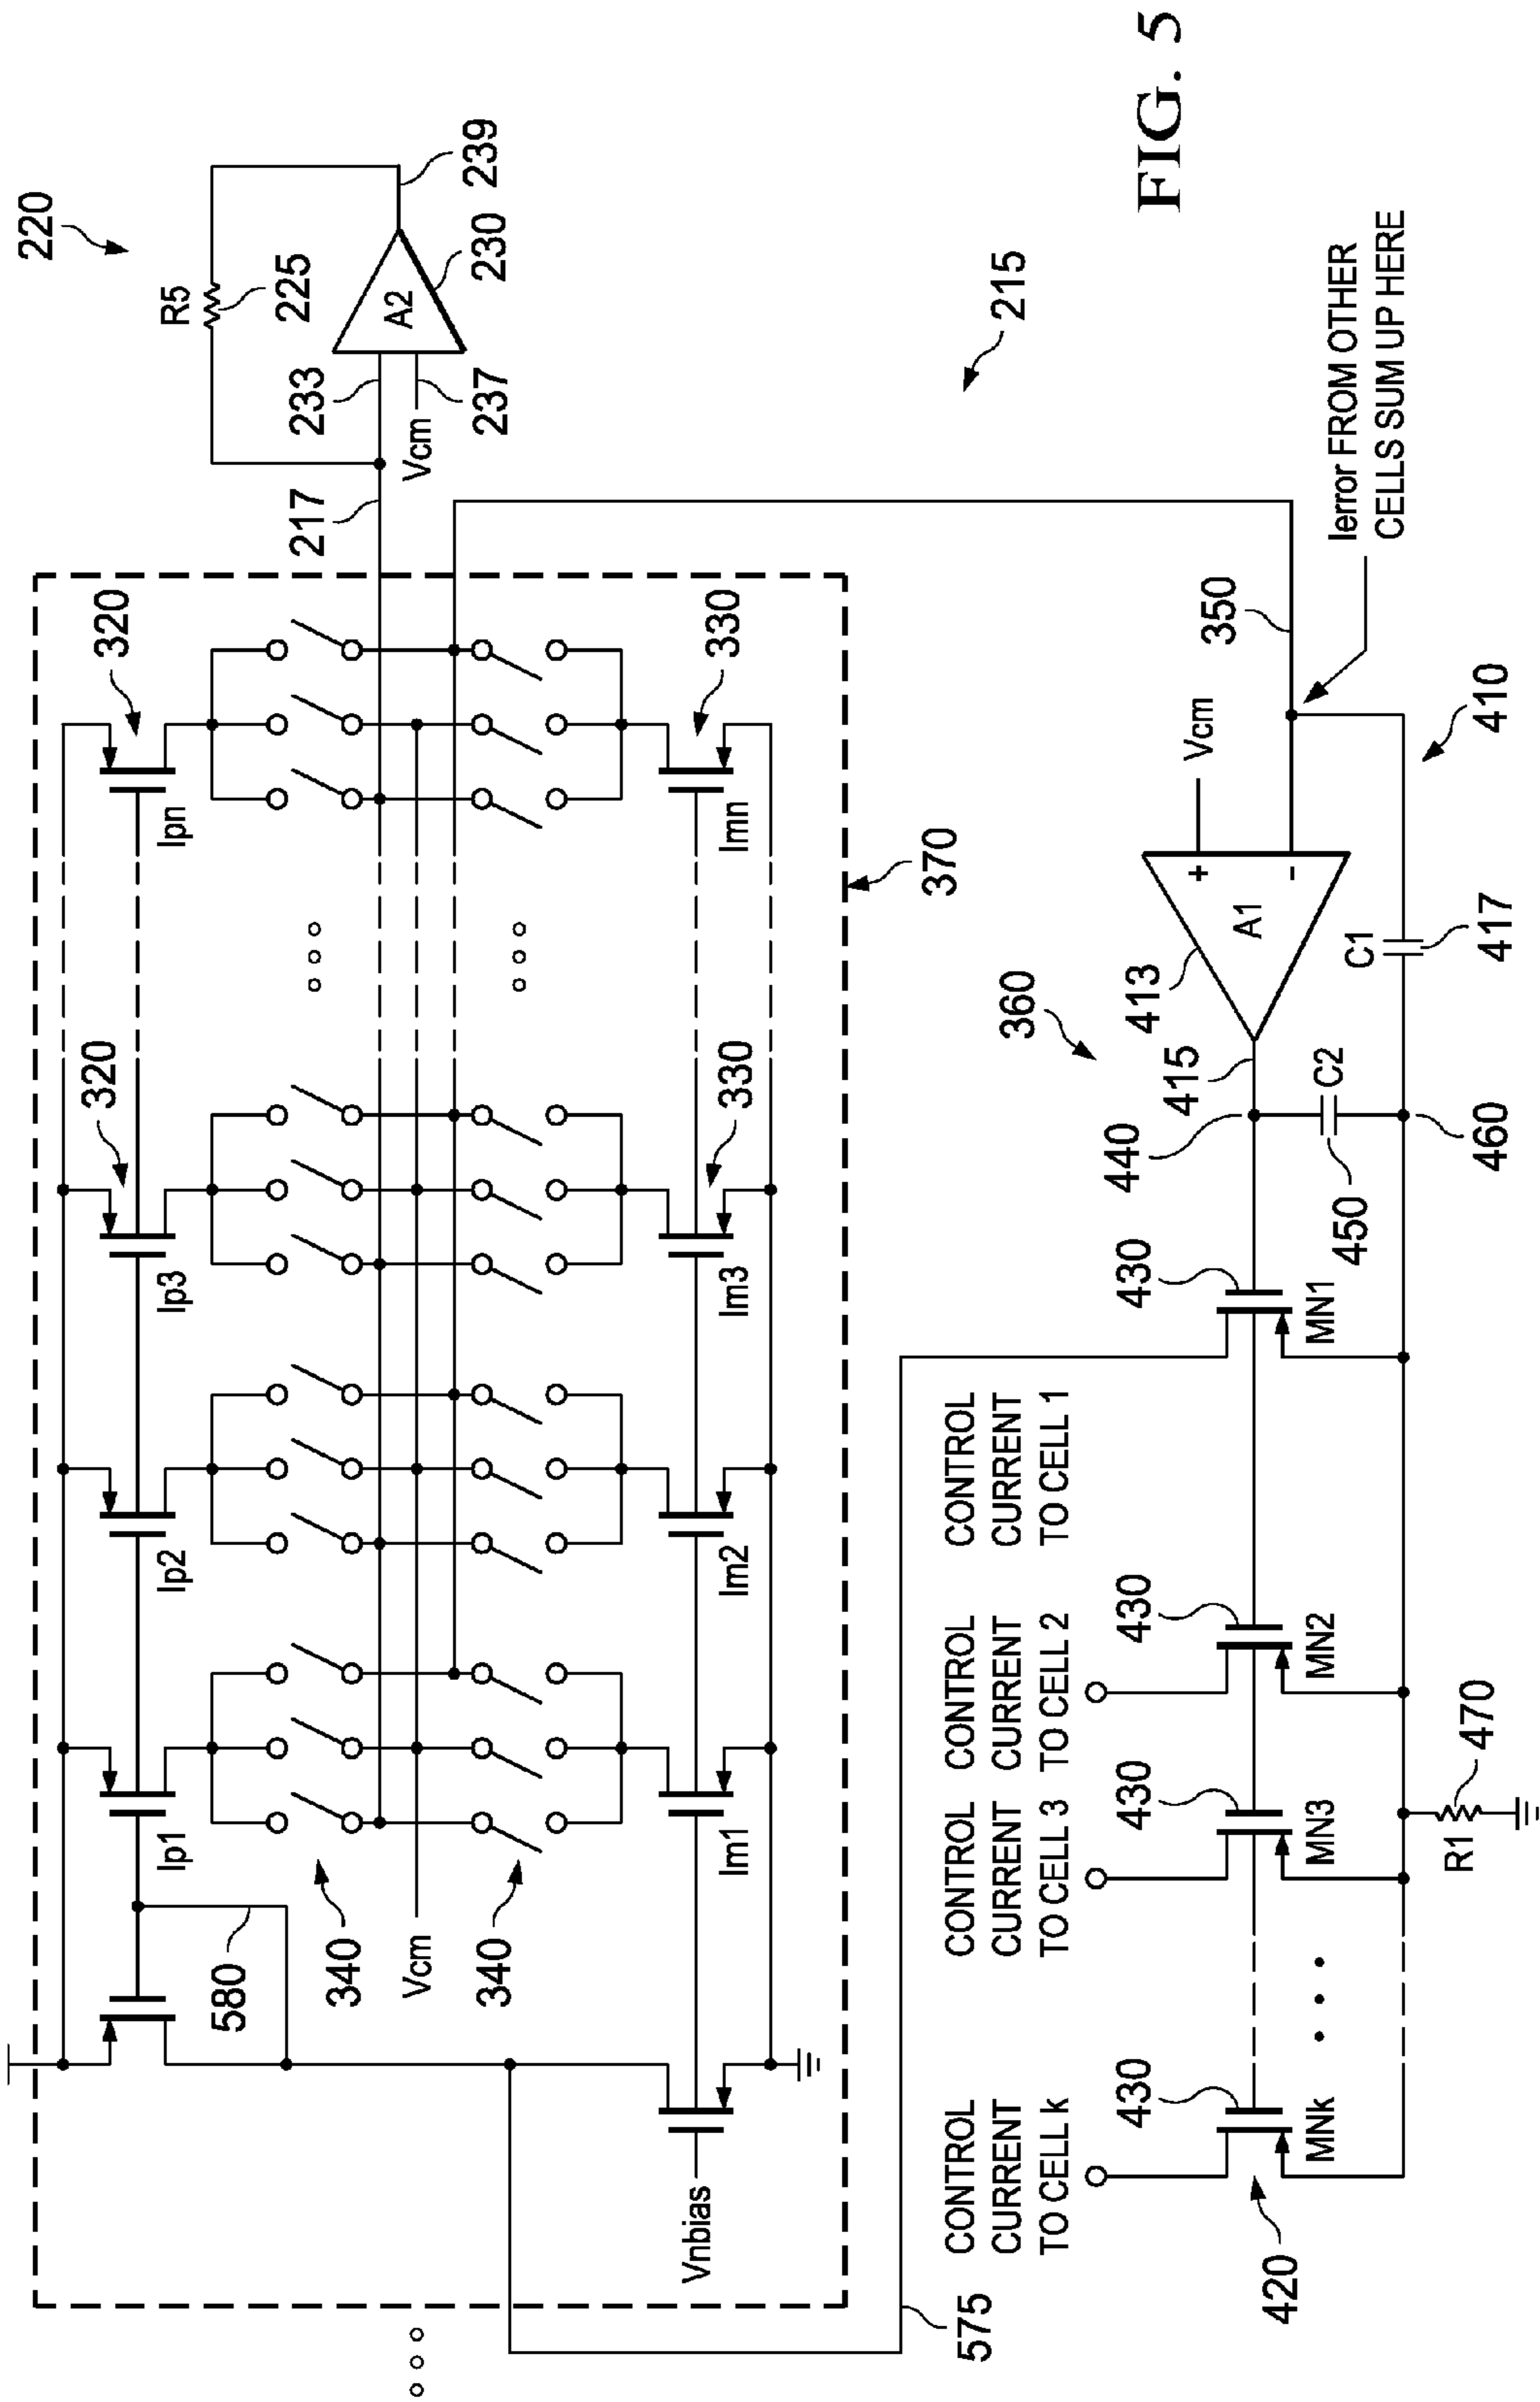 220
R5
225
239
A2
230
233
237
Vcm
217
215
FIG. 5
320
320
Ip1
Ip2
Ip3
Ipn
580
340
340
Vcm
330
330
Im1
Im2
Im3
Imn
Vnbias
370
575
350
Ierror FROM OTHER
CELLS SUM UP HERE
410
Vcm
+
-
A1
413
415
360
440
C1
417
C2
450
460
CONTROL
CURRENT
TO CELL k
CONTROL
CURRENT
TO CELL 3
CONTROL
CURRENT
TO CELL 2
CONTROL
CURRENT
TO CELL 1
430
430
430
430
MNk
MN3
MN2
MN1
420
R1
470